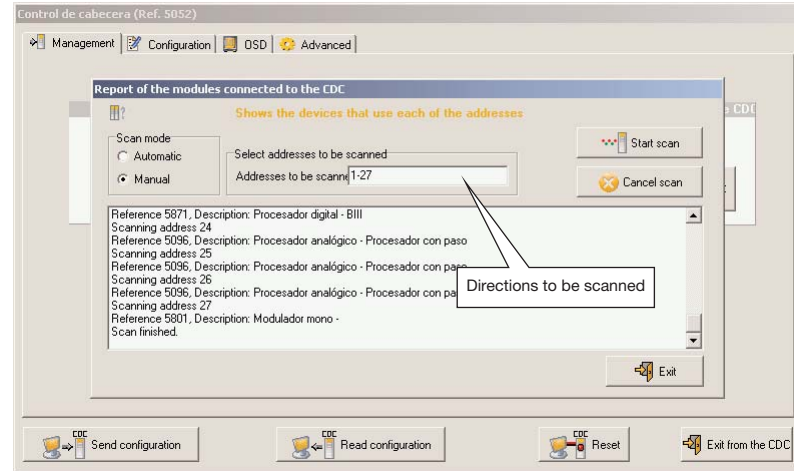 Control de cabecera (Ref. 5052)
Management Configuration OSD Advanced
Report of the modules connected to the CDC
e CDC
Shows the devices that use each of the addresses
Scan mode
Automatic
Manual
Select addresses to be scanned
Addresses to be scanne 1-27
Start scan
Cancel scan
Reference 5871, Description: Procesador digital - BIII
Scanning address 24
Reference 5096, Description: Procesador analógico - Procesador con paso
Scanning address 25
Reference 5096, Description: Procesador analógico - Procesador con paso
Scanning address 26
Reference 5096, Description: Procesador analógico - Procesador con pa
Scanning address 27
Reference 5801, Description: Modulador mono -
Scan finished.
Directions to be scanned
Exit
CDC Send configuration
CDC Read configuration
CDC Reset
Exit from the CDC